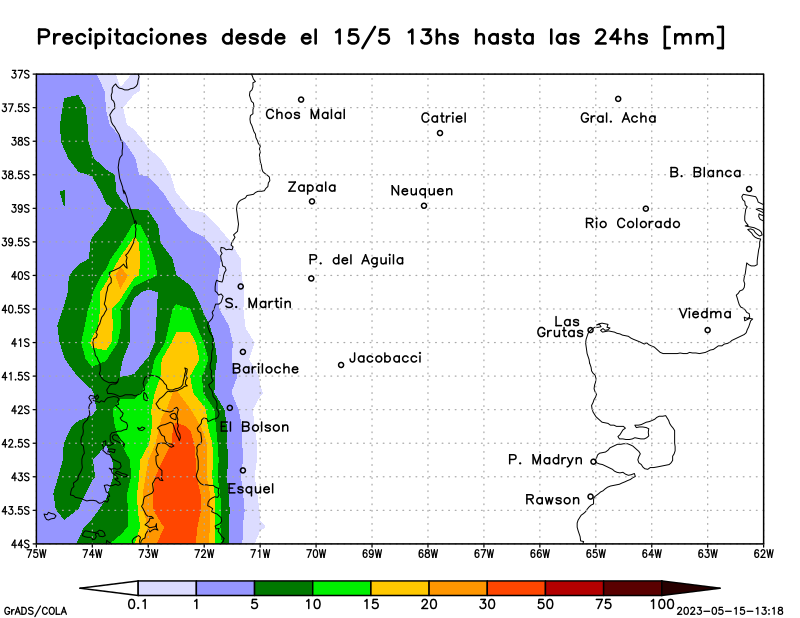 Precipitaciones desde el 15/5 13hs hasta las 24hs [mm]
37S
37.5S
38S
38.5S
39S
39.5S
40S
40.5S
41S
41.5S
42S
42.5S
43S
43.5S
44S
Chos Malal
Catriel
Gral. Acha
B. Blanca
Zapala
Neuquen
Rio Colorado
P. del Aguila
S. Martin
Viedma
Las
Grutas
Bariloche
Jacobacci
El Bolson
P. Madryn
Esquel
Rawson
75W 74W 73W 72W 71W 70W 69W 68W 67W 66W 65W 64W 63W 62W
0.1 1 5 10 15 20 30 50 75 100
GrADS/COLA
2023-05-15-13:18